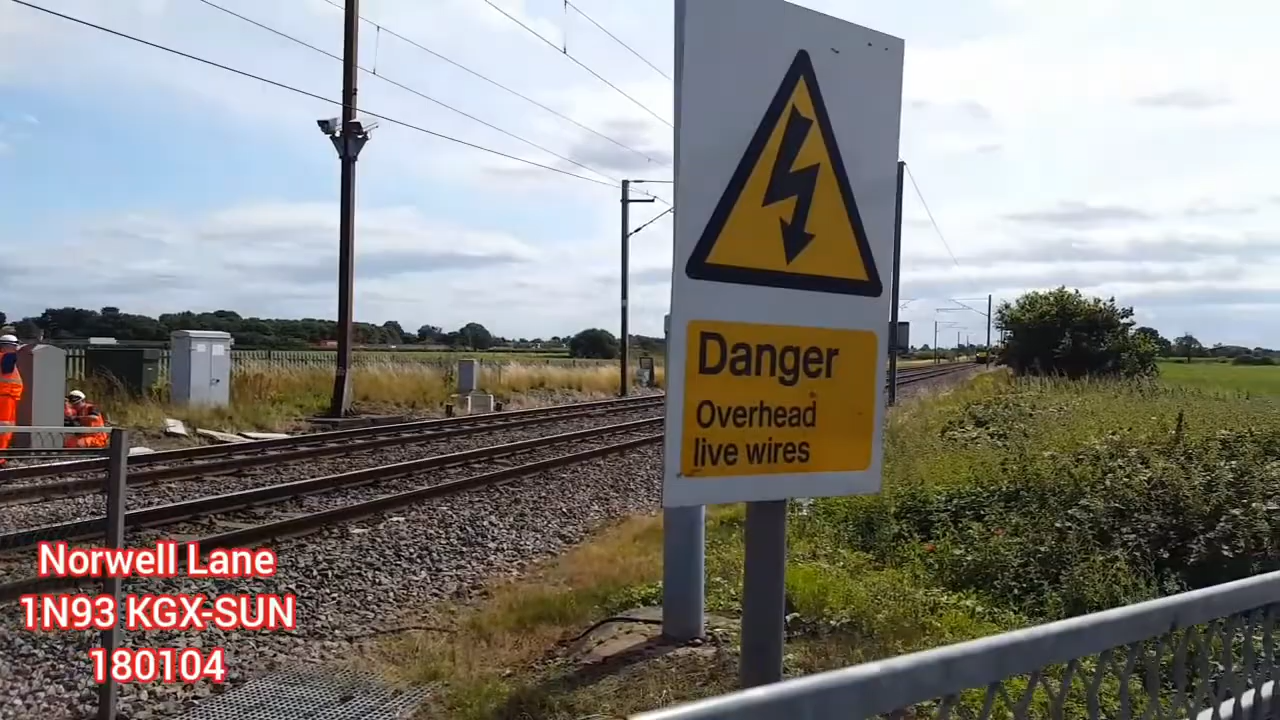 Danger
Overhead
live wires
Norwell Lane
1N93 KGX-SUN
180104